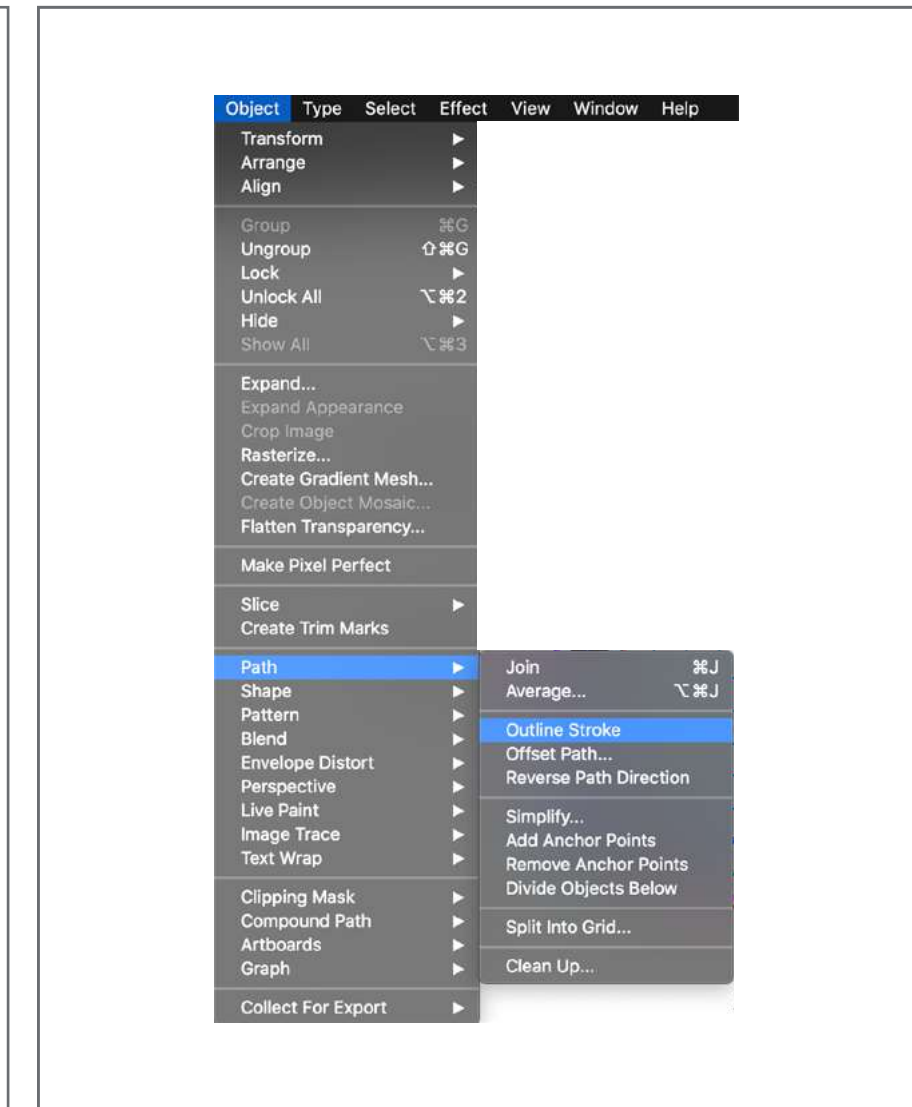 Object Type Select Effect View Window Help
Transform ▶
Arrange ▶
Align ▶
Group ⌘G
Ungroup ⇧⌘G
Lock ▶
Unlock All ⌥⌘2
Hide ▶
Show All ⌥⌘3
Expand...
Expand Appearance
Crop Image
Rasterize...
Create Gradient Mesh...
Create Object Mosaic...
Flatten Transparency...
Make Pixel Perfect
Slice ▶
Create Trim Marks
Path ▶
Shape ▶
Pattern ▶
Blend ▶
Envelope Distort ▶
Perspective ▶
Live Paint ▶
Image Trace ▶
Text Wrap ▶
Clipping Mask ▶
Compound Path ▶
Artboards ▶
Graph ▶
Collect For Export ▶
Join ⌘J
Average... ⌥⌘J
Outline Stroke
Offset Path...
Reverse Path Direction
Simplify...
Add Anchor Points
Remove Anchor Points
Divide Objects Below
Split Into Grid...
Clean Up...